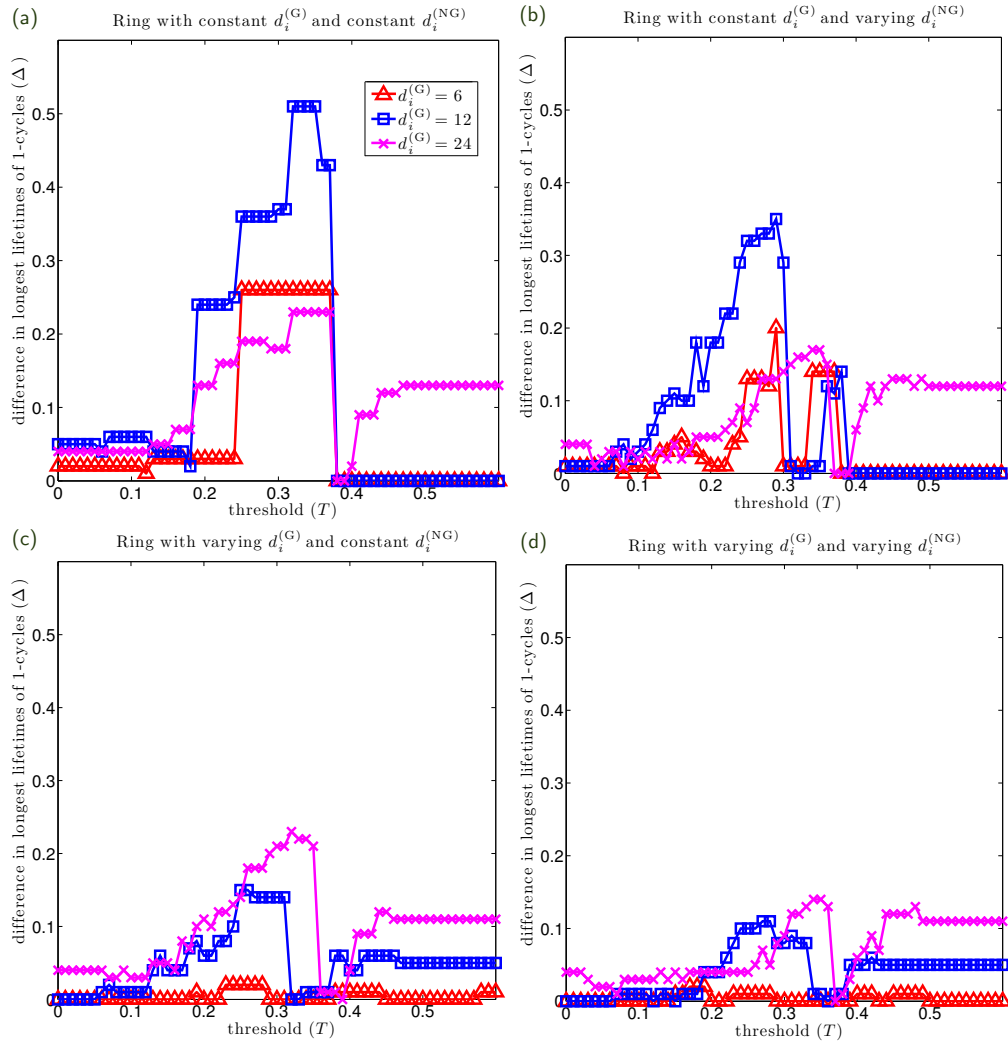 (a)
Ring with constant d_i^(G) and constant d_i^(NG)
difference in longest lifetimes of 1-cycles (Δ)
0.5
0.4
0.3
0.2
0.1
0
d_i^(G) = 6
d_i^(G) = 12
d_i^(G) = 24
0 0.1 0.2 0.3 0.4 0.5
threshold (T)
(b)
Ring with constant d_i^(G) and varying d_i^(NG)
difference in longest lifetimes of 1-cycles (Δ)
0.5
0.4
0.3
0.2
0.1
0
0 0.1 0.2 0.3 0.4 0.5
threshold (T)
(c)
Ring with varying d_i^(G) and constant d_i^(NG)
difference in longest lifetimes of 1-cycles (Δ)
0.5
0.4
0.3
0.2
0.1
0
0 0.1 0.2 0.3 0.4 0.5
threshold (T)
(d)
Ring with varying d_i^(G) and varying d_i^(NG)
difference in longest lifetimes of 1-cycles (Δ)
0.5
0.4
0.3
0.2
0.1
0
0 0.1 0.2 0.3 0.4 0.5
threshold (T)